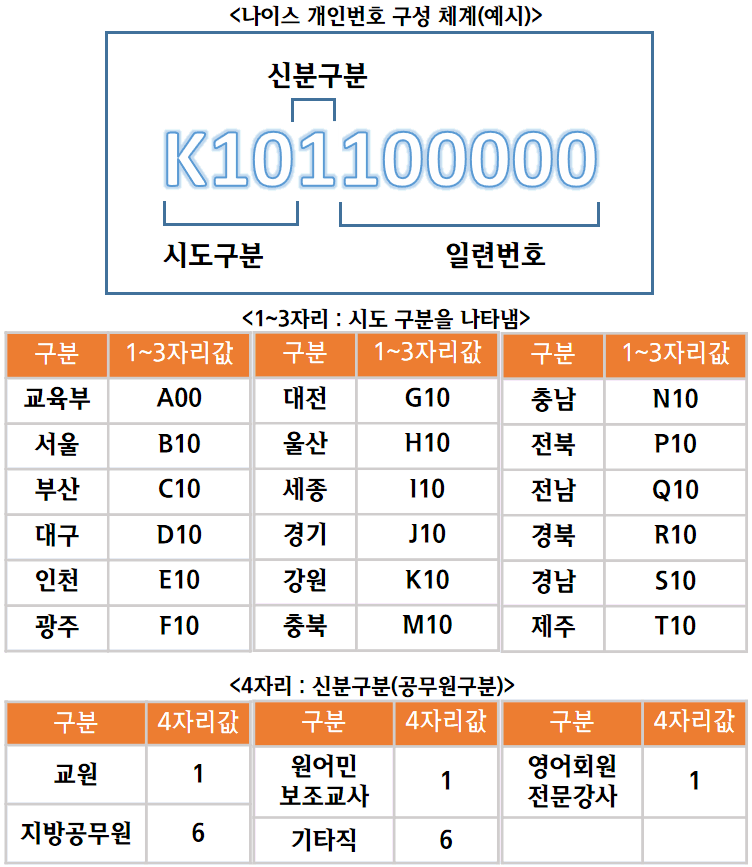 <나이스 개인번호 구성 체계(예시)>
신분구분
K101100000
시도구분 일련번호
<1~3자리 : 시도 구분을 나타냄>
구분 1~3자리값 구분 1~3자리값 구분 1~3자리값
교육부 A00 대전 G10 충남 N10
서울 B10 울산 H10 전북 P10
부산 C10 세종 I10 전남 Q10
대구 D10 경기 J10 경북 R10
인천 E10 강원 K10 경남 S10
광주 F10 충북 M10 제주 T10
<4자리 : 신분구분(공무원구분)>
구분 4자리값 구분 4자리값 구분 4자리값
교원 1 원어민 보조교사 1 영어회원 전문강사 1
지방공무원 6 기타직 6